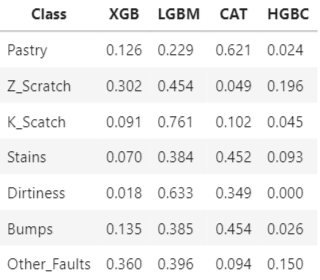 Class XGB LGBM CAT HGBC
Pastry 0.126 0.229 0.621 0.024
Z_Scratch 0.302 0.454 0.049 0.196
K_Scatch 0.091 0.761 0.102 0.045
Stains 0.070 0.384 0.452 0.093
Dirtiness 0.018 0.633 0.349 0.000
Bumps 0.135 0.385 0.454 0.026
Other_Faults 0.360 0.396 0.094 0.150